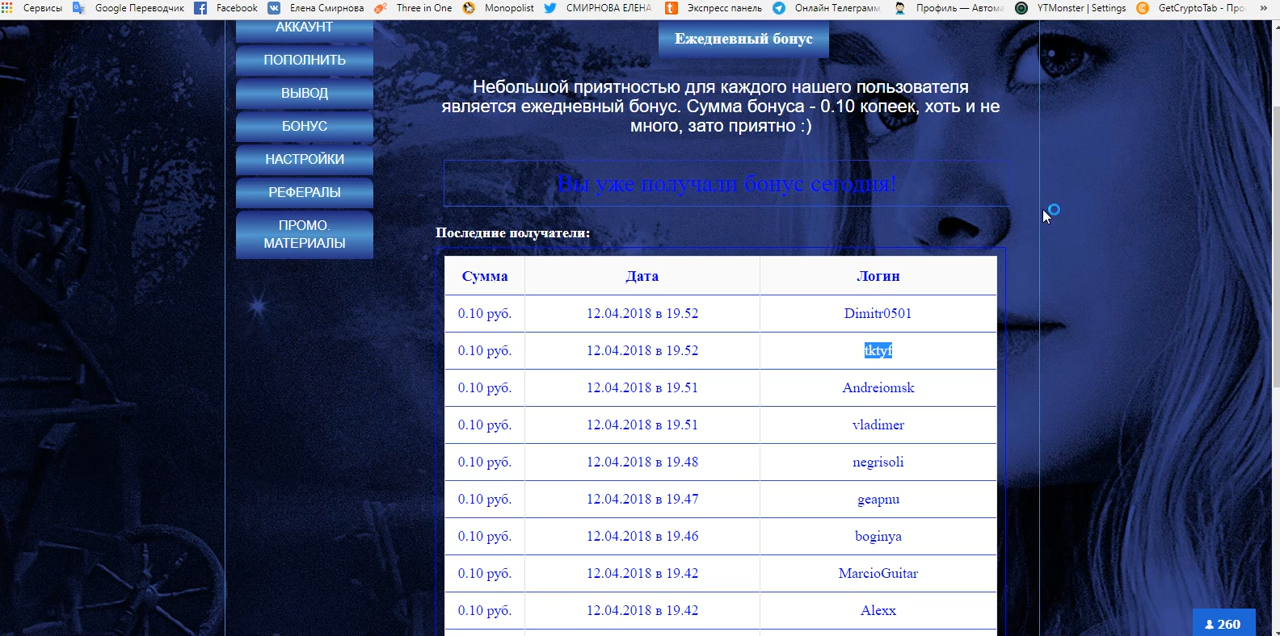 Сервисы Google Переводчик Facebook Елена Смирнова Three in One Monopolist СМИРНОВА ЕЛЕНА Экспресс панель Онлайн Телеграмм Профиль — Автома YTMonster | Settings GetCryptoTab - Про »
АККАУНТ
ПОПОЛНИТЬ
ВЫВОД
БОНУС
НАСТРОЙКИ
РЕФЕРАЛЫ
ПРОМО.
МАТЕРИАЛЫ
Ежедневный бонус
Небольшой приятностью для каждого нашего пользователя
является ежедневный бонус. Сумма бонуса - 0.10 копеек, хоть и не
много, зато приятно :)
Вы уже получали бонус сегодня!
Последние получатели:
Сумма Дата Логин
0.10 руб. 12.04.2018 в 19.52 Dimitr0501
0.10 руб. 12.04.2018 в 19.52 tktyf
0.10 руб. 12.04.2018 в 19.51 Andreiomsk
0.10 руб. 12.04.2018 в 19.51 vladimer
0.10 руб. 12.04.2018 в 19.48 negrisoli
0.10 руб. 12.04.2018 в 19.47 geapnu
0.10 руб. 12.04.2018 в 19.46 boginya
0.10 руб. 12.04.2018 в 19.42 MarcioGuitar
0.10 руб. 12.04.2018 в 19.42 Alexx
260